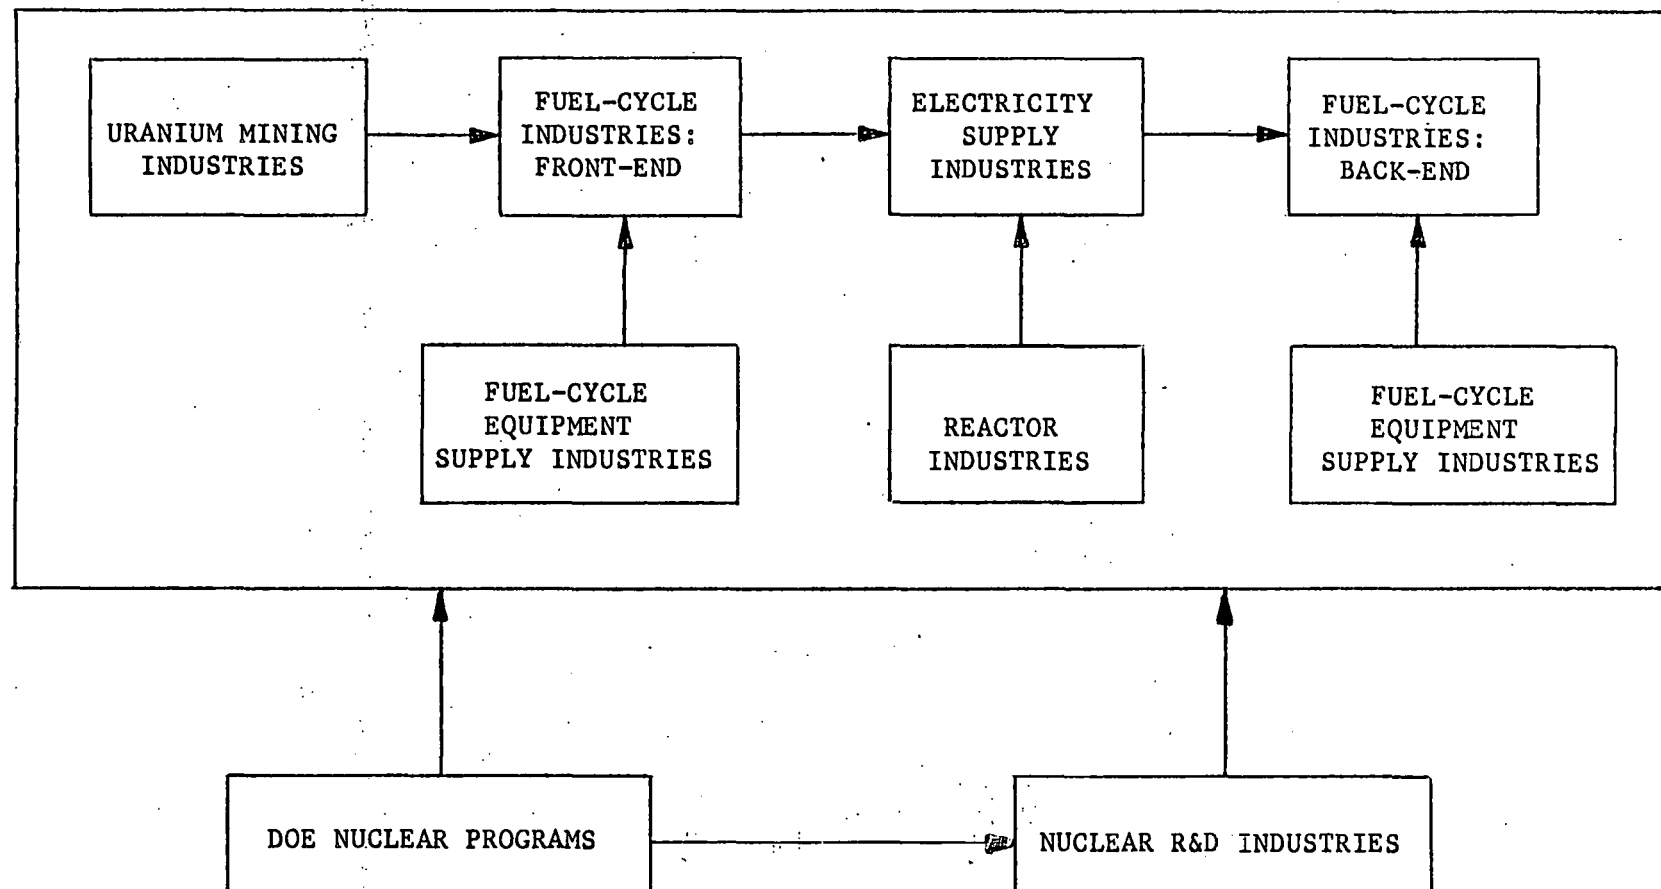 URANIUM MINING
INDUSTRIES
FUEL-CYCLE
INDUSTRIES:
FRONT-END
ELECTRICITY
SUPPLY
INDUSTRIES
FUEL-CYCLE
INDUSTRIES:
BACK-END
FUEL-CYCLE
EQUIPMENT
SUPPLY INDUSTRIES
REACTOR
INDUSTRIES
FUEL-CYCLE
EQUIPMENT
SUPPLY INDUSTRIES
DOE NUCLEAR PROGRAMS
NUCLEAR R&D INDUSTRIES